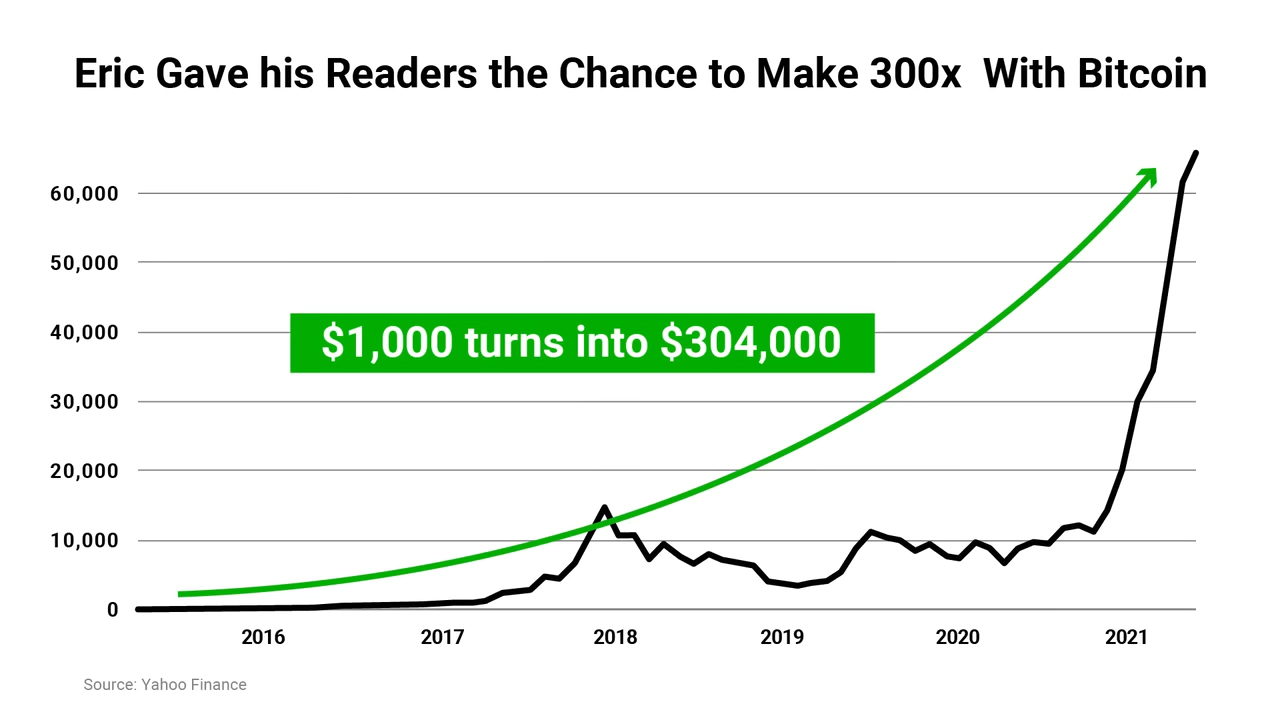 Eric Gave his Readers the Chance to Make 300x  With Bitcoin
60,000
50,000
40,000
$1,000 turns into $304,000
30,000
20,000
10,000
0
2016 2017 2018 2019 2020 2021
Source: Yahoo Finance